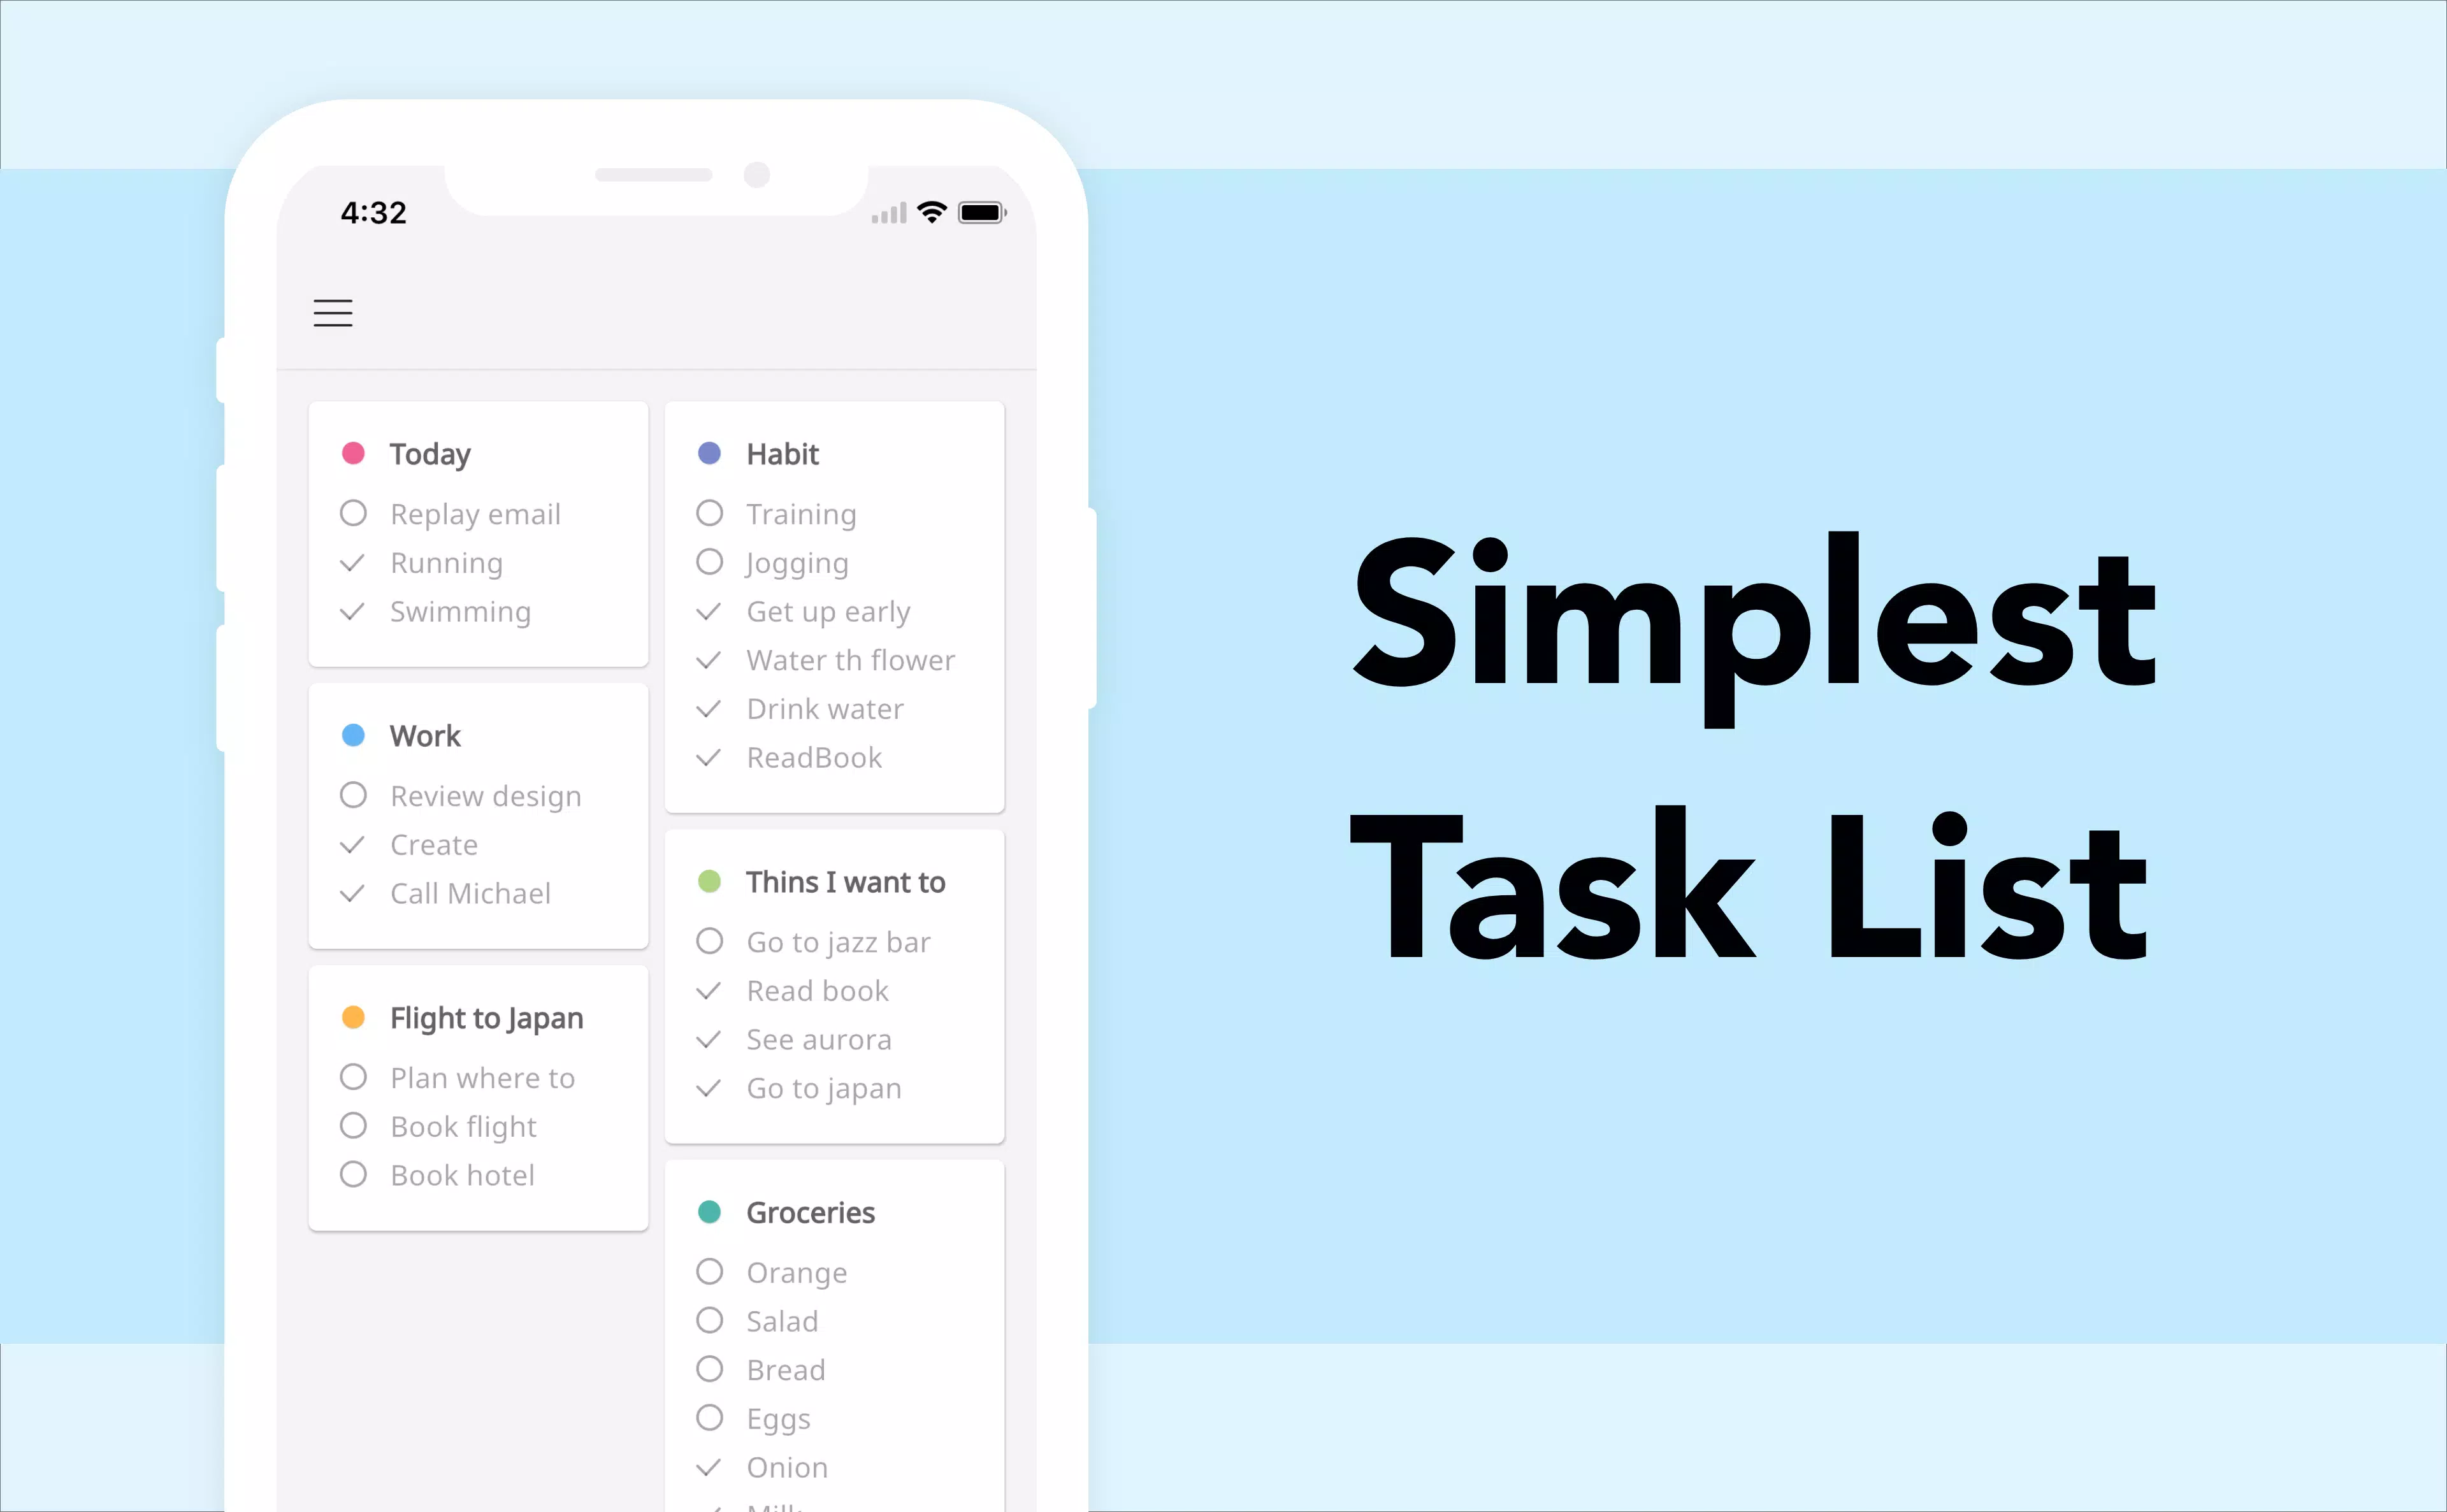 4:32
Today
Replay email
Running
Swimming
Work
Review design
Create
Call Michael
Flight to Japan
Plan where to
Book flight
Book hotel
Habit
Training
Jogging
Get up early
Water th flower
Drink water
ReadBook
Thins I want to
Go to jazz bar
Read book
See aurora
Go to japan
Groceries
Orange
Salad
Bread
Eggs
Onion
Simplest
Task List